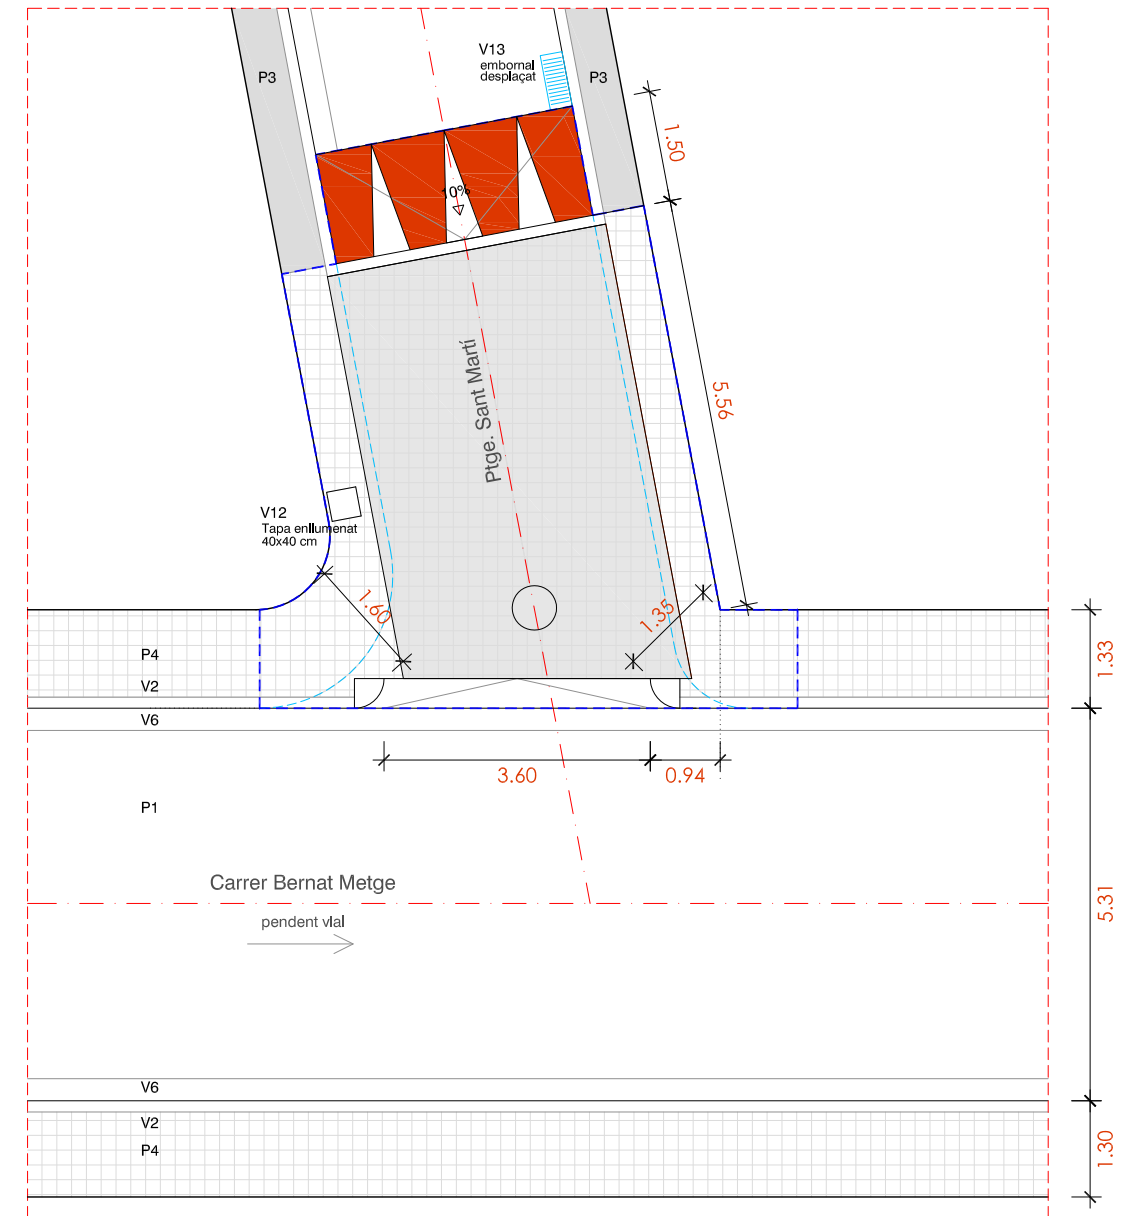 V13
embornal
desplaçat
P3
P3
1.50
10%
Ptge. Sant Martí
5.56
V12
Tapa enllumenat
40x40 cm
1.60
1.35
P4
V2
V6
1.33
3.60
0.94
P1
Carrer Bernat Metge
pendent vial
5.31
V6
V2
P4
1.30